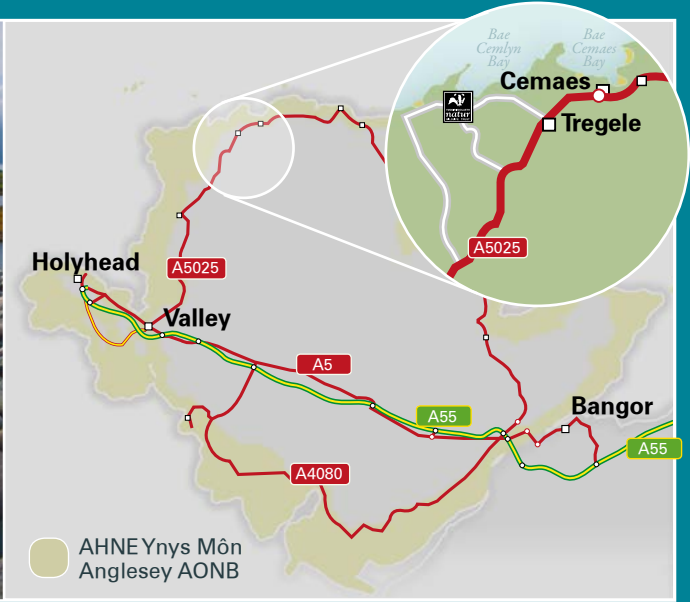 Bae
Cemlyn
Bay
Bae
Cemaes
Bay
Cemaes
natur
Tregele
A5025
Holyhead
A5025
Valley
A5
A55
Bangor
A55
A4080
AHNE Ynys Môn
Anglesey AONB